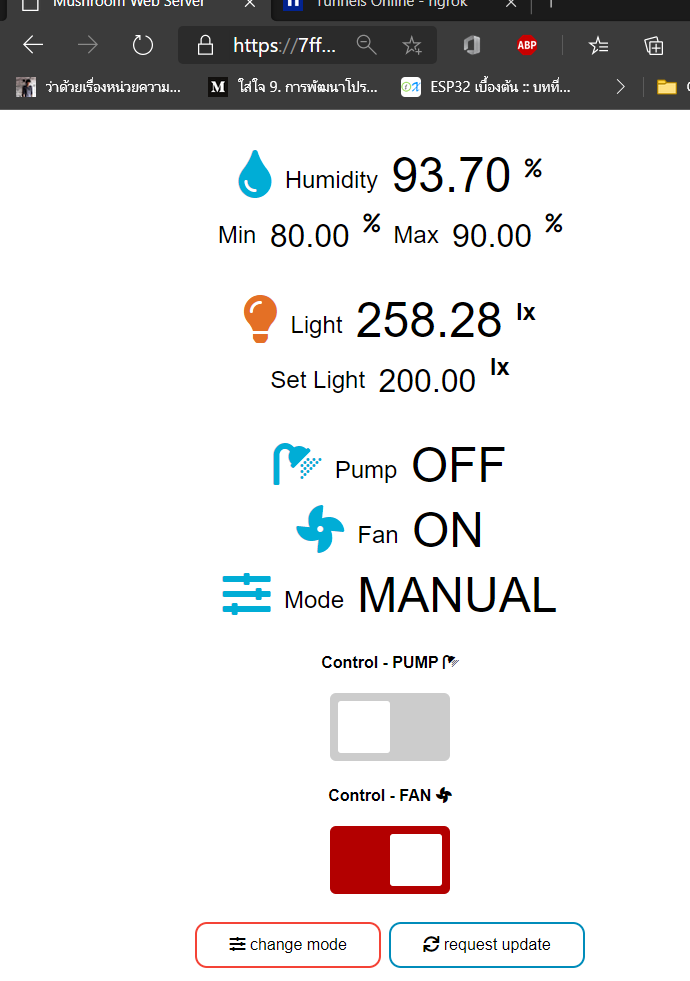 Mushroom Web Server
Tunnels Online - ngrok
https://7ff...
ABP
ว่าด้วยเรื่องหน่วยความ...
M
ใส่ใจ 9. การพัฒนาโปร...
ESP32 เบื้องต้น :: บทที่...
Humidity 93.70 %
Min 80.00 % Max 90.00 %
Light 258.28 lx
Set Light 200.00 lx
Pump OFF
Fan ON
Mode MANUAL
Control - PUMP
Control - FAN
change mode
request update